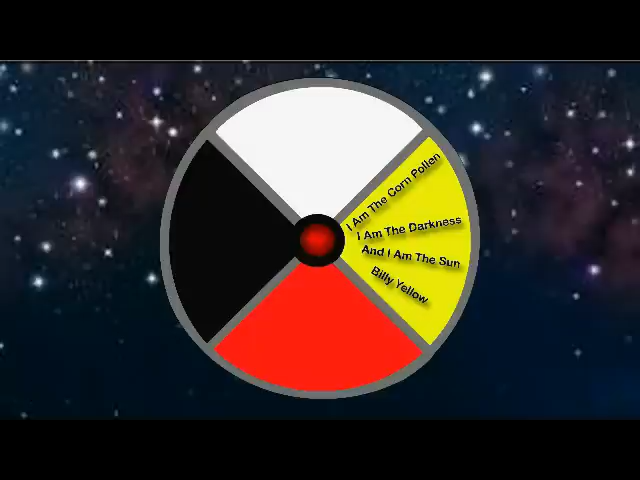 I Am The Corn Pollen
I Am The Darkness
And I Am The Sun
Billy Yellow